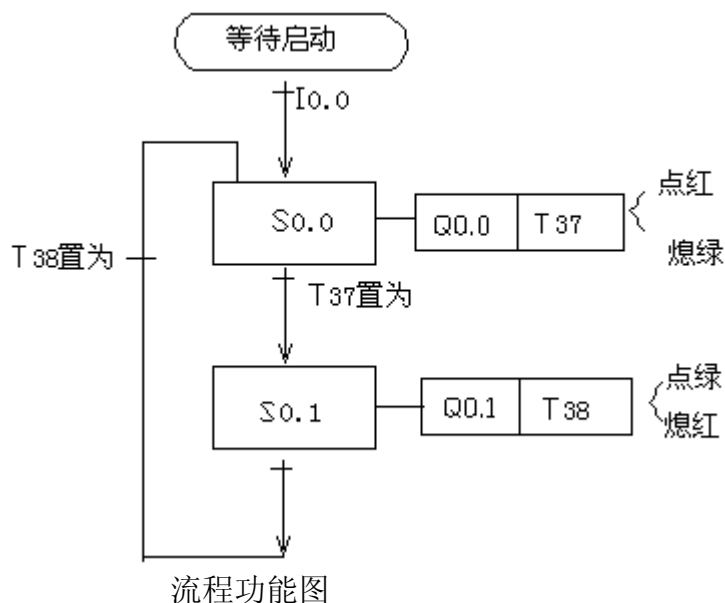 等待启动
I0.0
S0.0
Q0.0
T37
点红
熄绿
T38置为
T37置为
S0.1
Q0.1
T38
点绿
熄红
流程功能图